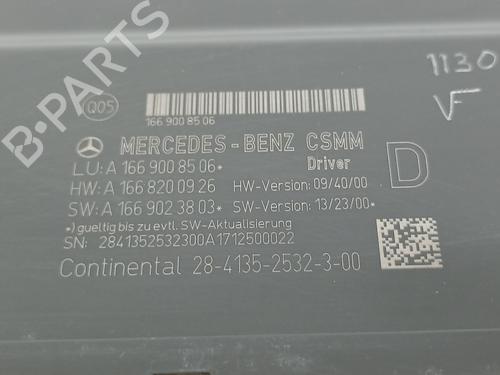 B-PARTS
1130
VF
Q05
166 900 85 06
MERCEDES-BENZ CSMM
LU: A 166 900 85 06* Driver
D
HW: A 166 820 09 26 HW-Version: 09/40/00
SW: A 166 902 38 03* SW-Version: 13/23/00*
*) gueltig bis zu evtl. SW-Aktualisierung
SN: 2841352532300A1712500022
Continental 28-4135-2532-3-00